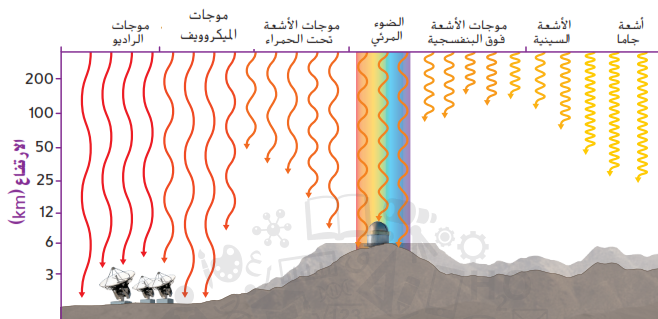 موجات
الراديو
موجات
الميكروويف
موجات الأشعة
تحت الحمراء
الضوء
المرئي
موجات الأشعة
فوق البنفسجية
الأشعة
السينية
أشعة
جاما
الارتفاع (km)
200
100
50
25
12
6
3